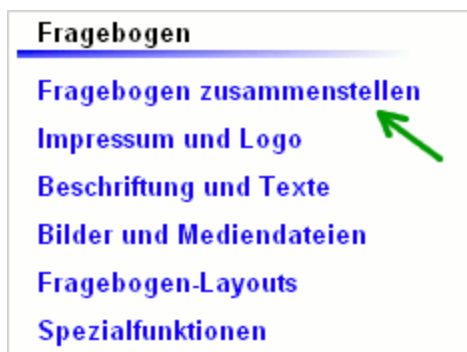 Fragebogen
Fragebogen zusammenstellen
Impressum und Logo
Beschriftung und Texte
Bilder und Mediendateien
Fragebogen-Layouts
Spezialfunktionen